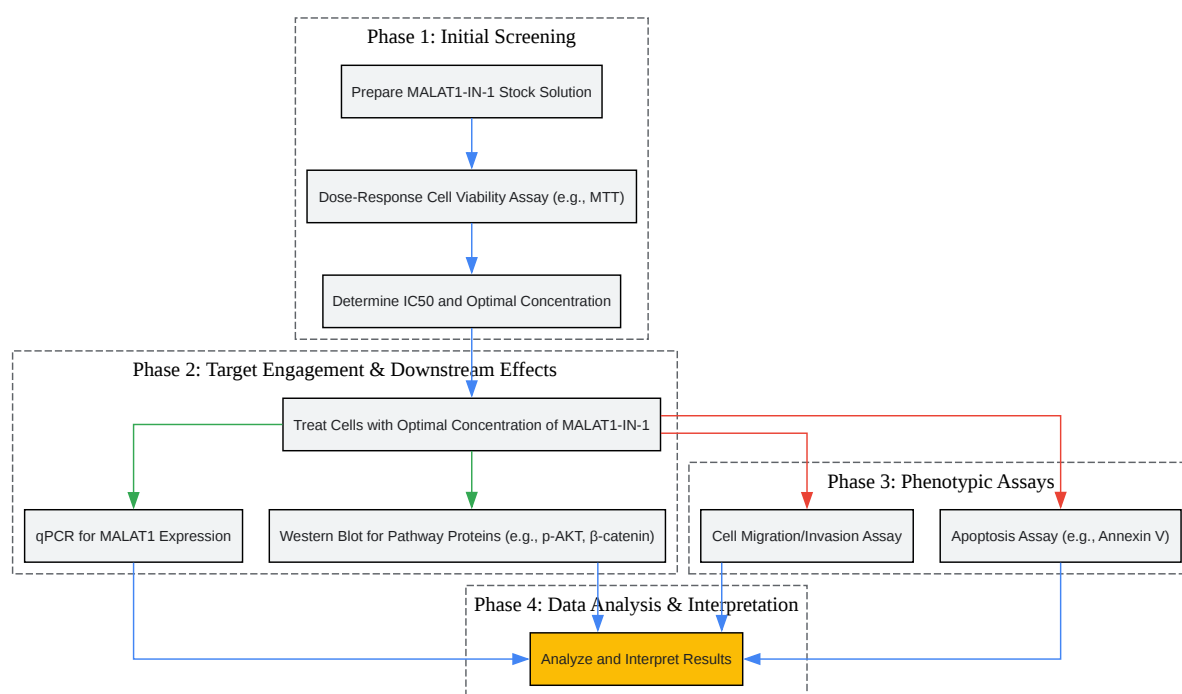 Phase 1: Initial Screening
Prepare MALAT1-IN-1 Stock Solution
Dose-Response Cell Viability Assay (e.g., MTT)
Determine IC50 and Optimal Concentration
Phase 2: Target Engagement & Downstream Effects
Treat Cells with Optimal Concentration of MALAT1-IN-1
Phase 3: Phenotypic Assays
qPCR for MALAT1 Expression
Western Blot for Pathway Proteins (e.g., p-AKT, β-catenin)
Cell Migration/Invasion Assay
Apoptosis Assay (e.g., Annexin V)
Phase 4: Data Analysis & Interpretation
Analyze and Interpret Results